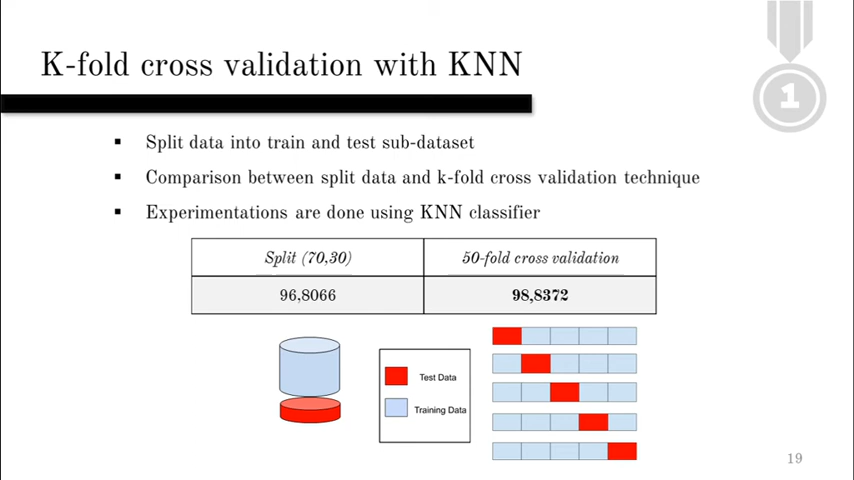 1
K-fold cross validation with KNN
▪ Split data into train and test sub-dataset
▪ Comparison between split data and k-fold cross validation technique
▪ Experimentations are done using KNN classifier
Split (70,30) 50-fold cross validation
96,8066 98,8372
Test Data
Training Data
19